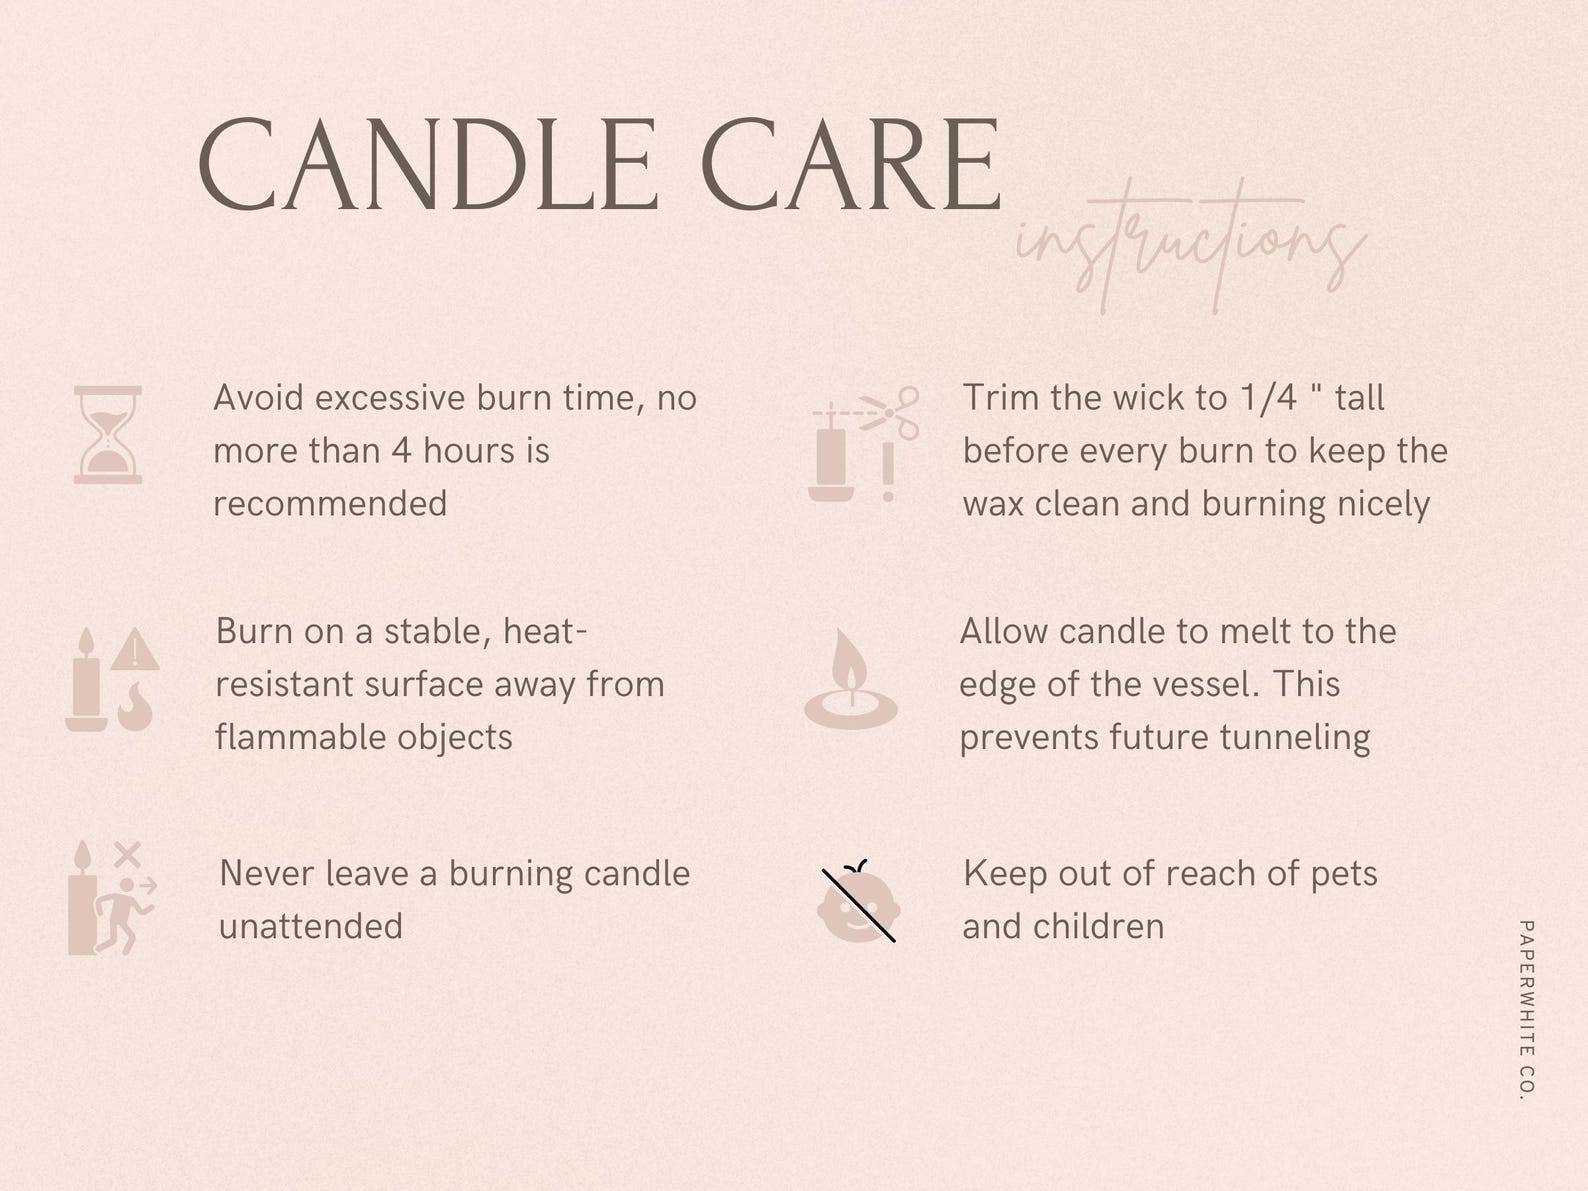 CANDLE CARE
instructions
Avoid excessive burn time, no
more than 4 hours is
recommended
Trim the wick to 1/4 " tall
before every burn to keep the
wax clean and burning nicely
Burn on a stable, heat-
resistant surface away from
flammable objects
Allow candle to melt to the
edge of the vessel. This
prevents future tunneling
Never leave a burning candle
unattended
Keep out of reach of pets
and children
PAPERWHITE CO.